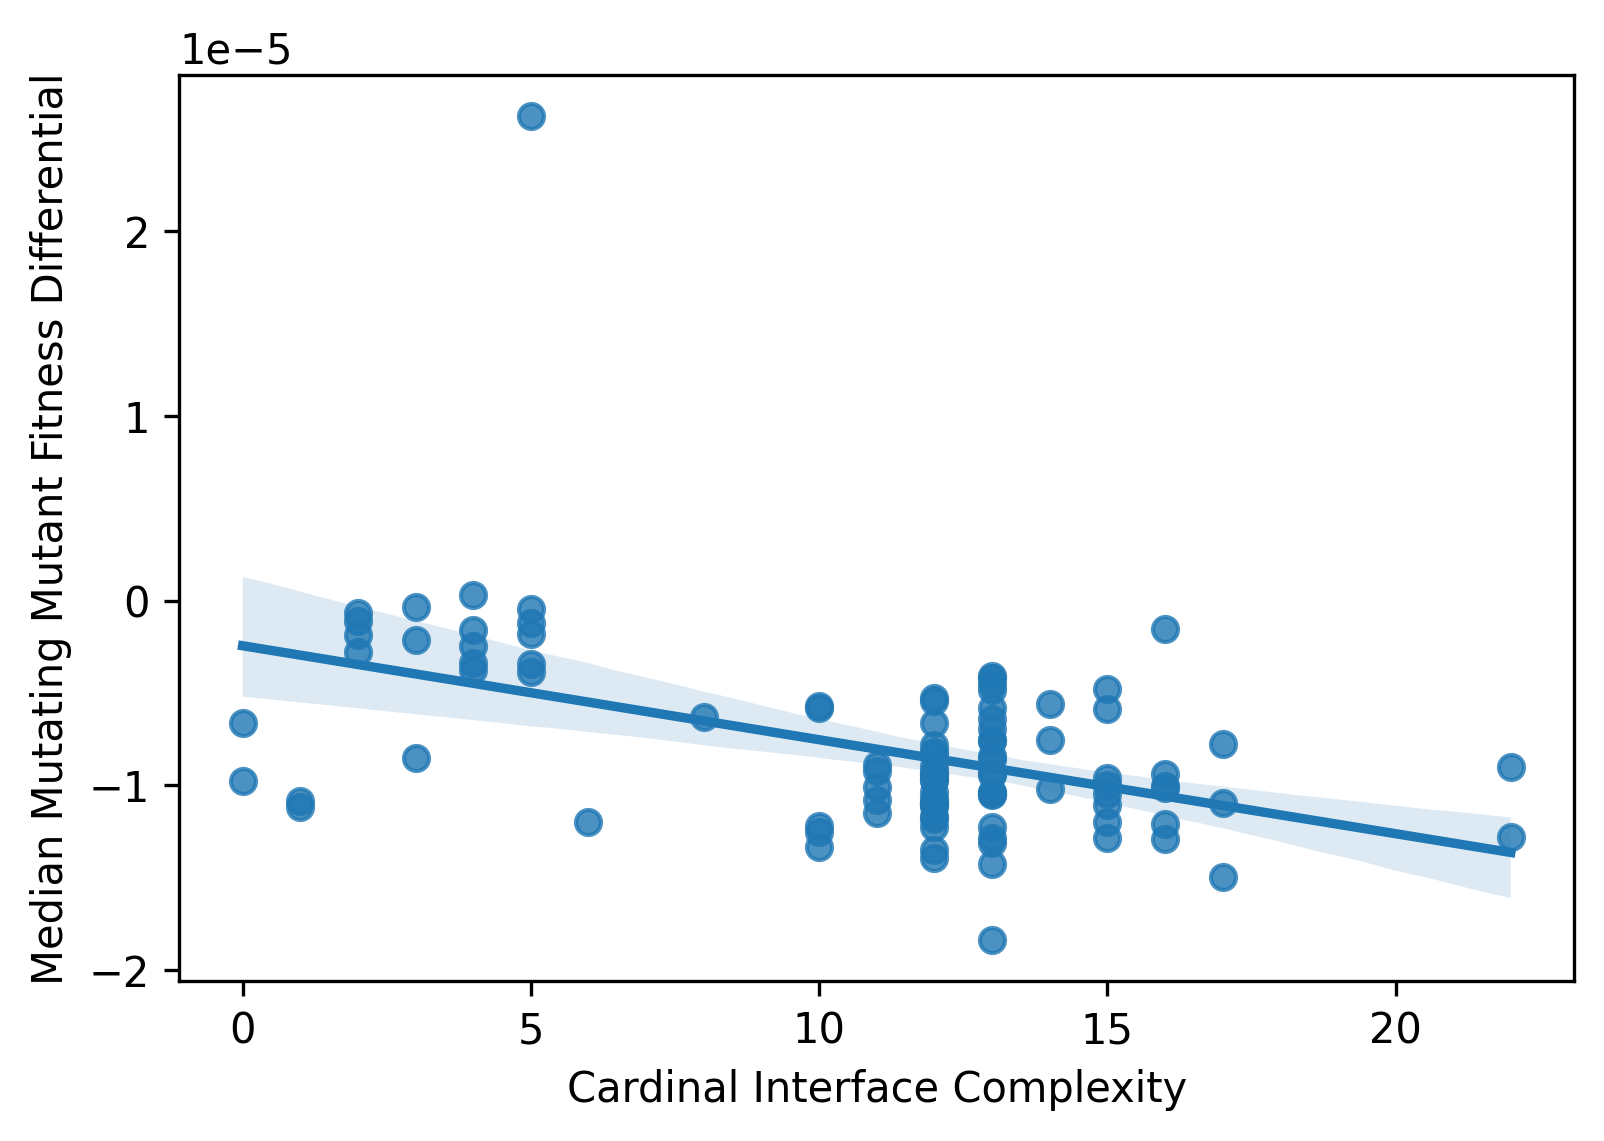 1e−5
Median Mutating Mutant Fitness Differential
2
1
0
−1
−2
0 5 10 15 20
Cardinal Interface Complexity